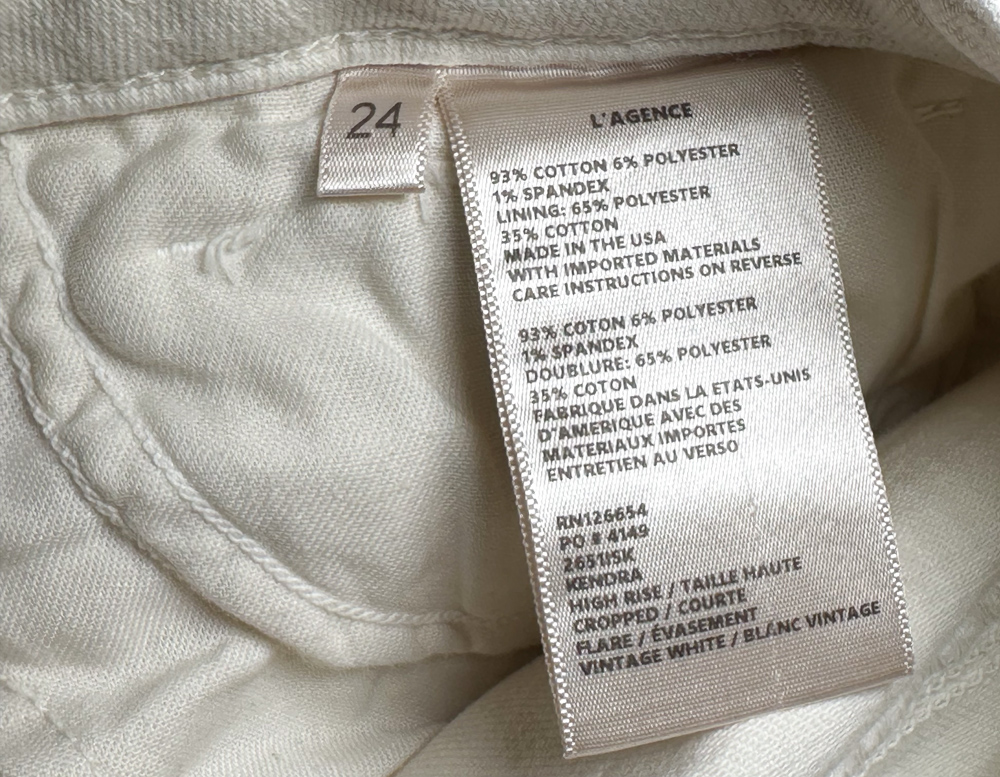 24
L'AGENCE
93% COTTON 6% POLYESTER
1% SPANDEX
LINING: 65% POLYESTER
35% COTTON
MADE IN THE USA
WITH IMPORTED MATERIALS
CARE INSTRUCTIONS ON REVERSE
93% COTON 6% POLYESTER
1% SPANDEX
DOUBLURE: 65% POLYESTER
35% COTON
FABRIQUE DANS LA ETATS-UNIS
D'AMERIQUE AVEC DES
MATERIAUX IMPORTES
ENTRETIEN AU VERSO
RN126654
PO # 4149
2651ISK
KENDRA
HIGH RISE / TAILLE HAUTE
CROPPED / COURTE
FLARE / ÉVASEMENT
VINTAGE WHITE / BLANC VINTAGE